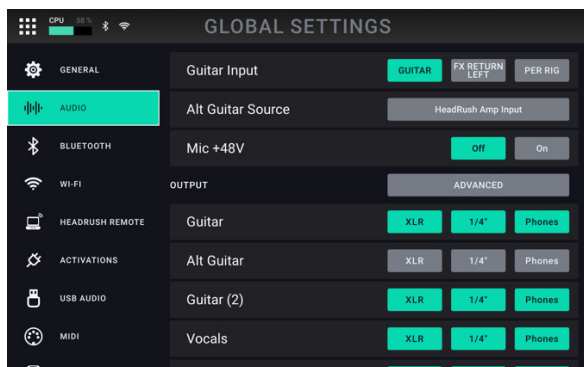 CPU 58 %
GLOBAL SETTINGS
GENERAL
AUDIO
BLUETOOTH
WI-FI
HEADRUSH REMOTE
ACTIVATIONS
USB AUDIO
MIDI
Guitar Input
GUITAR
FX RETURN
LEFT
PER RIG
Alt Guitar Source
HeadRush Amp Input
Mic +48V
Off
On
OUTPUT
ADVANCED
Guitar
XLR
1/4"
Phones
Alt Guitar
XLR
1/4"
Phones
Guitar (2)
XLR
1/4"
Phones
Vocals
XLR
1/4"
Phones